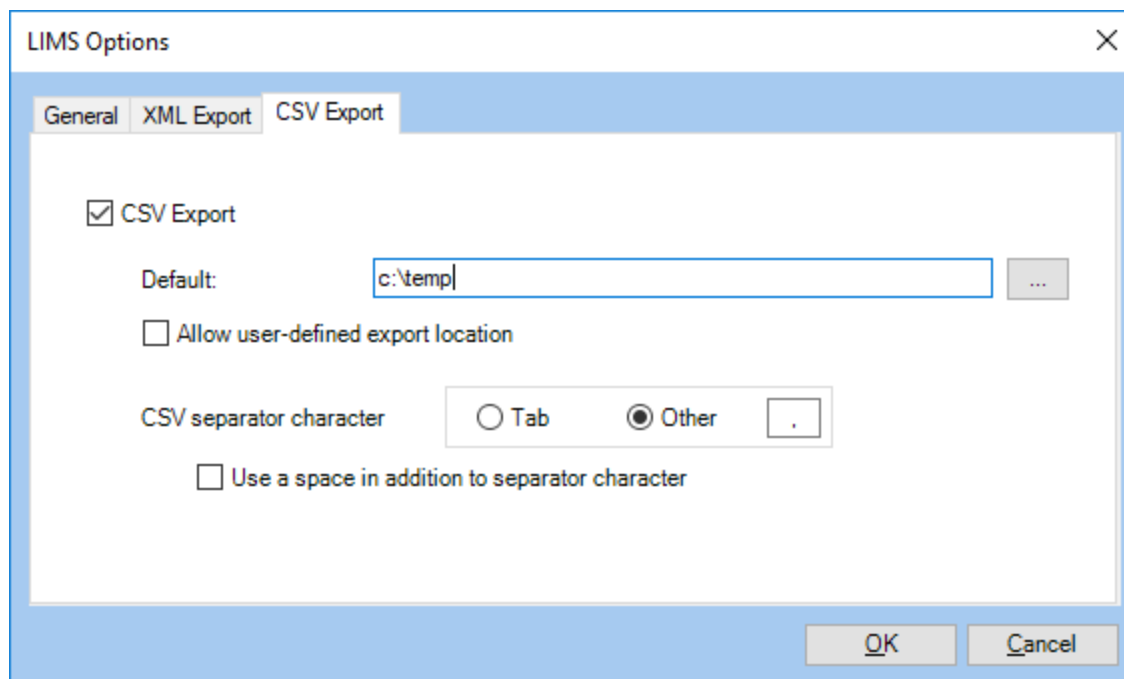 LIMS Options
General XML Export CSV Export
CSV Export
Default: c:\temp ...
Allow user-defined export location
CSV separator character Tab Other ,
Use a space in addition to separator character
OK Cancel